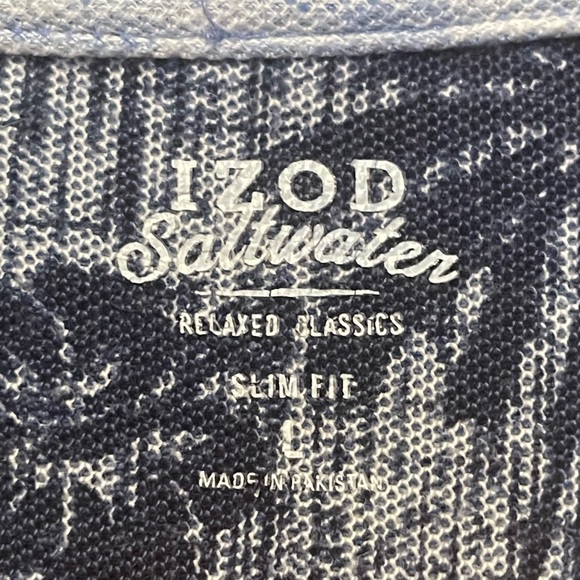 IZOD
Saltwater
RELAXED CLASSICS
SLIM FIT
L
MADE IN PAKISTAN